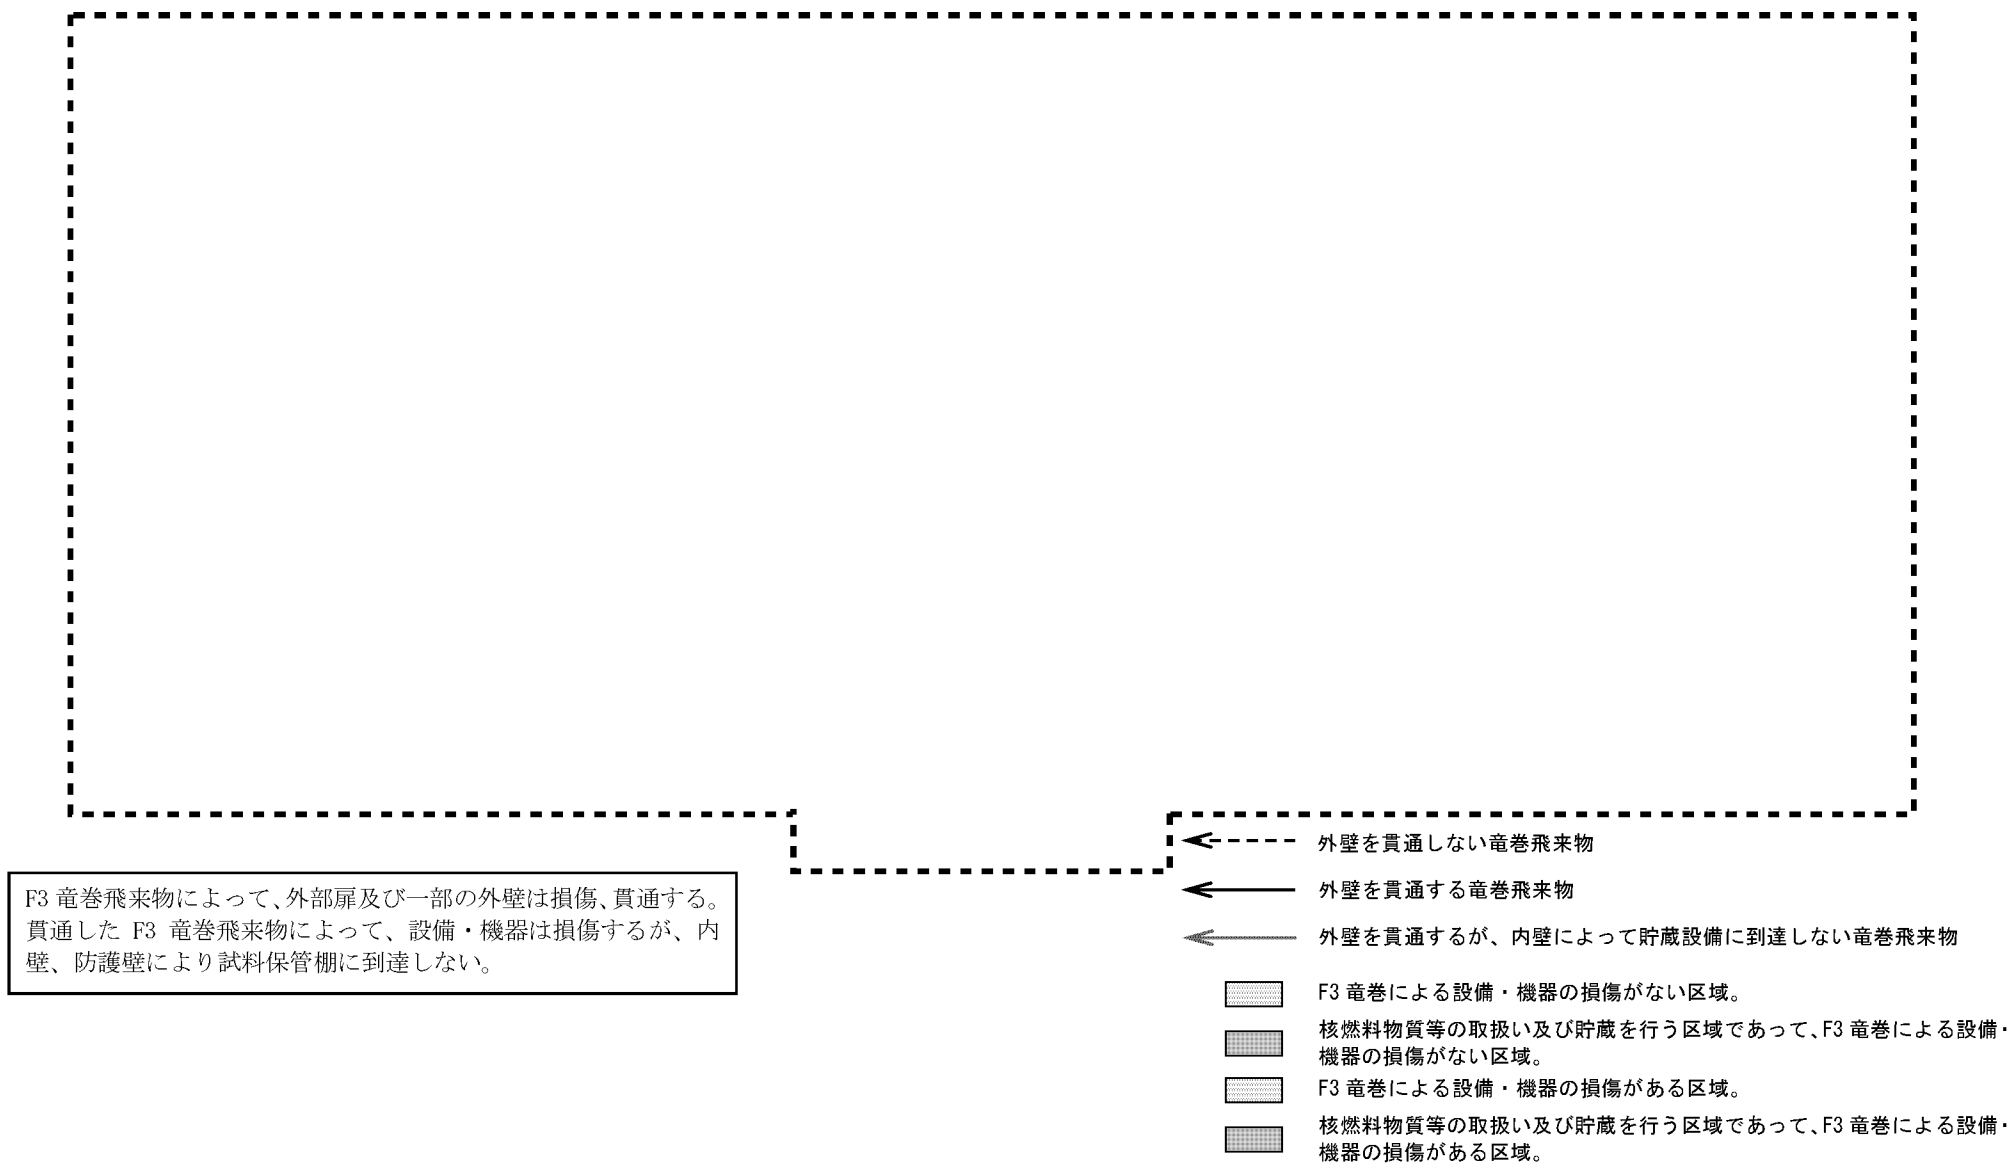 外壁を貫通しない竜巻飛来物
外壁を貫通する竜巻飛来物
外壁を貫通するが、内壁によって貯蔵設備に到達しない竜巻飛来物
F3 竜巻飛来物によって、外部扉及び一部の外壁は損傷、貫通する。
貫通した F3 竜巻飛来物によって、設備・機器は損傷するが、内
壁、防護壁により試料保管棚に到達しない。
F3 竜巻による設備・機器の損傷がない区域。
核燃料物質等の取扱い及び貯蔵を行う区域であって、F3 竜巻による設備・
機器の損傷がない区域。
F3 竜巻による設備・機器の損傷がある区域。
核燃料物質等の取扱い及び貯蔵を行う区域であって、F3 竜巻による設備・
機器の損傷がある区域。